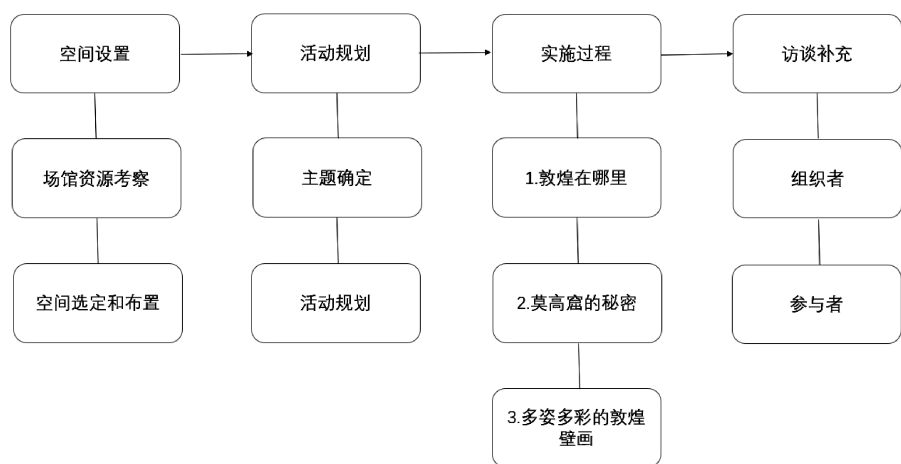 空间设置
活动规划
实施过程
访谈补充
场馆资源考察
主题确定
1.敦煌在哪里
组织者
空间选定和布置
活动规划
2.莫高窟的秘密
参与者
3.多姿多彩的敦煌
壁画